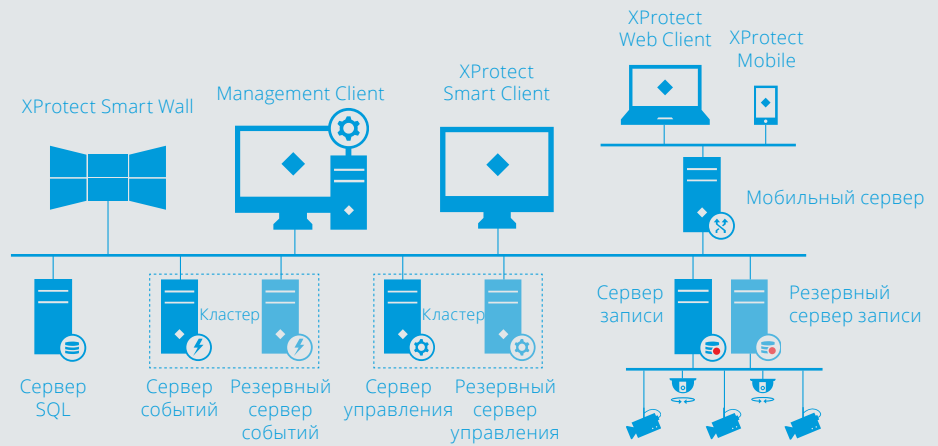 XProtect
Web Client
XProtect
Mobile
XProtect
Smart Client
Management Client
XProtect Smart Wall
Мобильный сервер
Кластер
Кластер
Сервер
записи
Резервный
сервер записи
Сервер
SQL
Сервер
событий
Резервный
сервер
событий
Сервер
управления
Резервный
сервер
управления